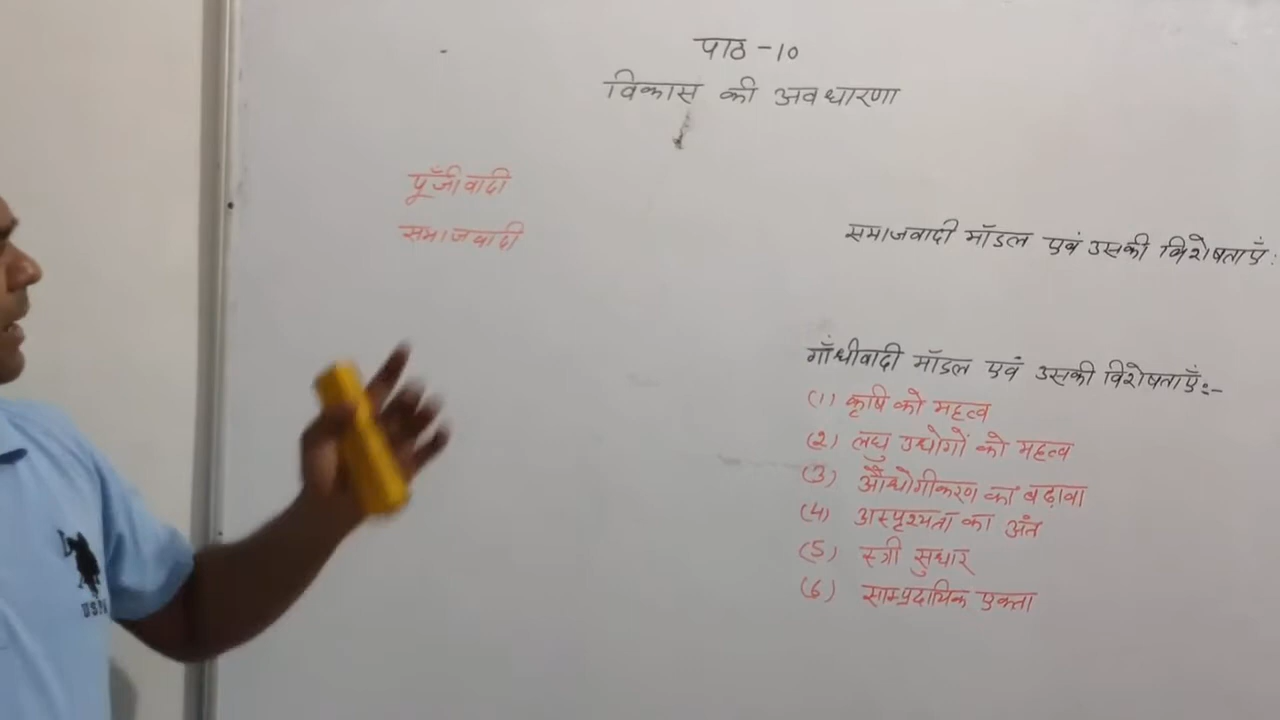 पाठ -10
विकास की अवधारणा
पूँजीवादी
समाजवादी
समाजवादी मॉडल एवं उसकी विशेषताएँ:
गाँधीवादी मॉडल एवं उसकी विशेषताएँ:-
(1) कृषि को महत्व
(2) लघु उद्योगों को महत्व
(3) औद्योगीकरण को बढ़ावा
(4) अस्पृश्यता का अंत
(5) स्त्री सुधार
(6) साम्प्रदायिक एकता